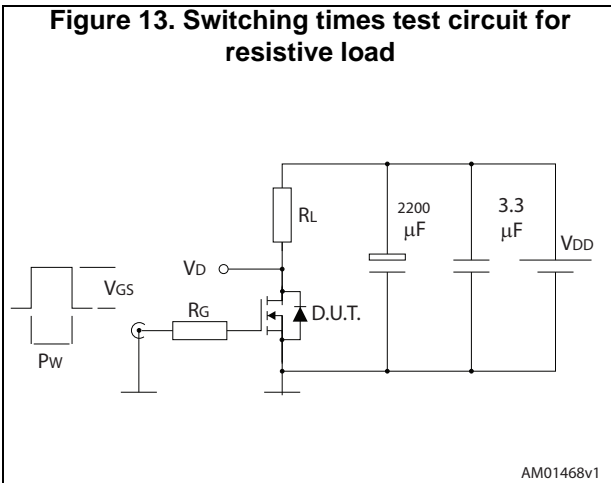 Figure 13. Switching times test circuit for
resistive load
RL
2200
μF
3.3
μF
VDD
VD
VGS
RG
D.U.T.
PW
AM01468v1